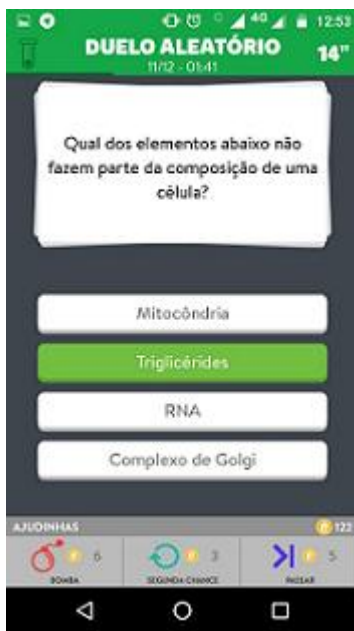 4G 12:53
DUELO ALEATÓRIO 14"
11/12 - 01:41
Qual dos elementos abaixo não
fazem parte da composição de uma
célula?
Mitocôndria
Triglicérides
RNA
Complexo de Golgi
AJUDINHAS 122
6 3 5
BOMBA SEGUNDA CHANCE PASSAR